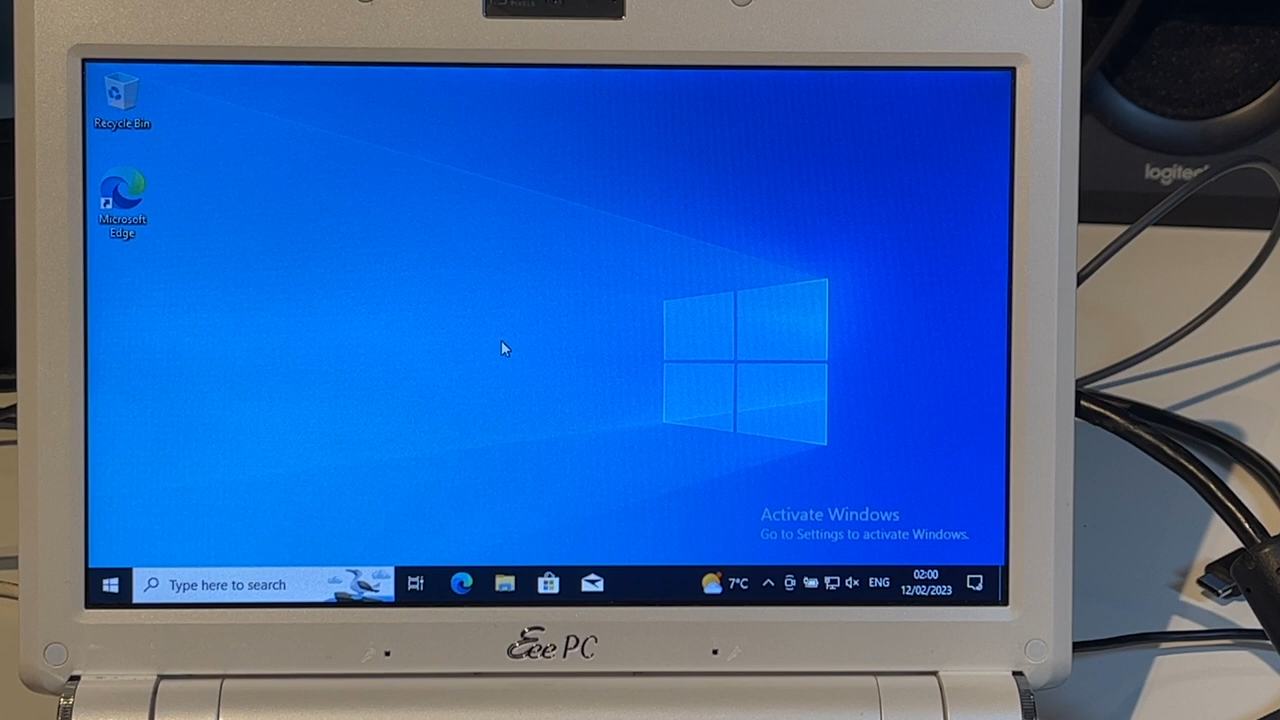 PIXELS
Recycle Bin
logitech
Microsoft
Edge
Activate Windows
Go to Settings to activate Windows.
Type here to search
7°C
ENG
02:00
12/02/2023
Eee PC